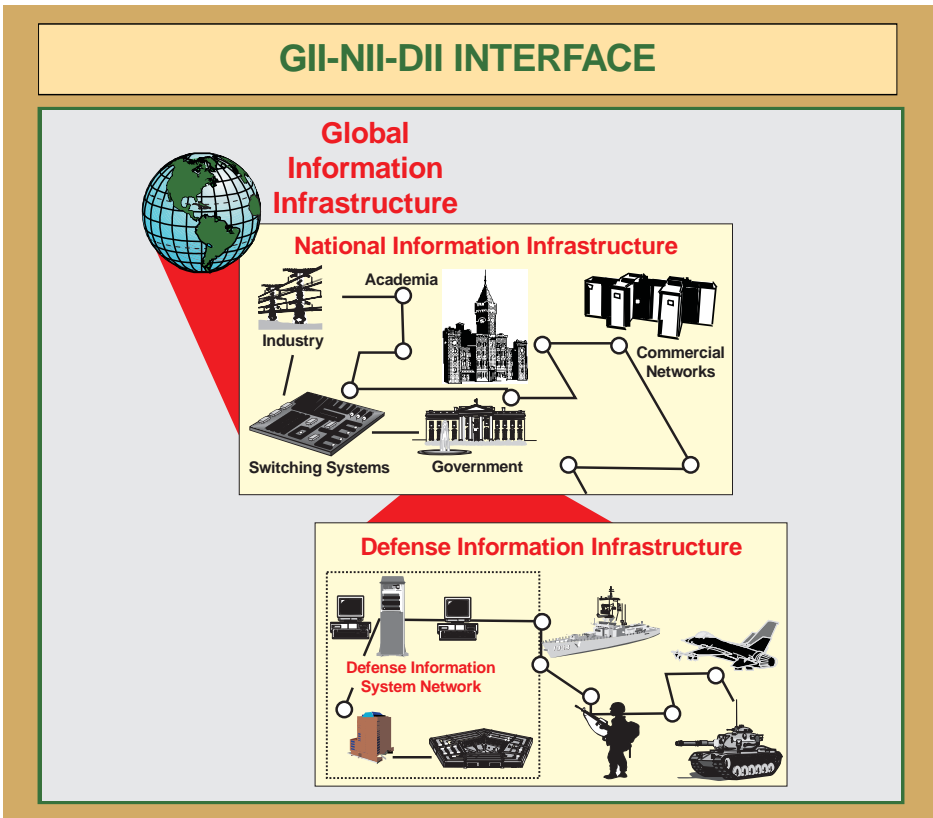 GII-NII-DII INTERFACE
Global
Information
Infrastructure
National Information Infrastructure
Academia
Industry
Commercial
Networks
Switching Systems
Government
Defense Information Infrastructure
Defense Information
System Network